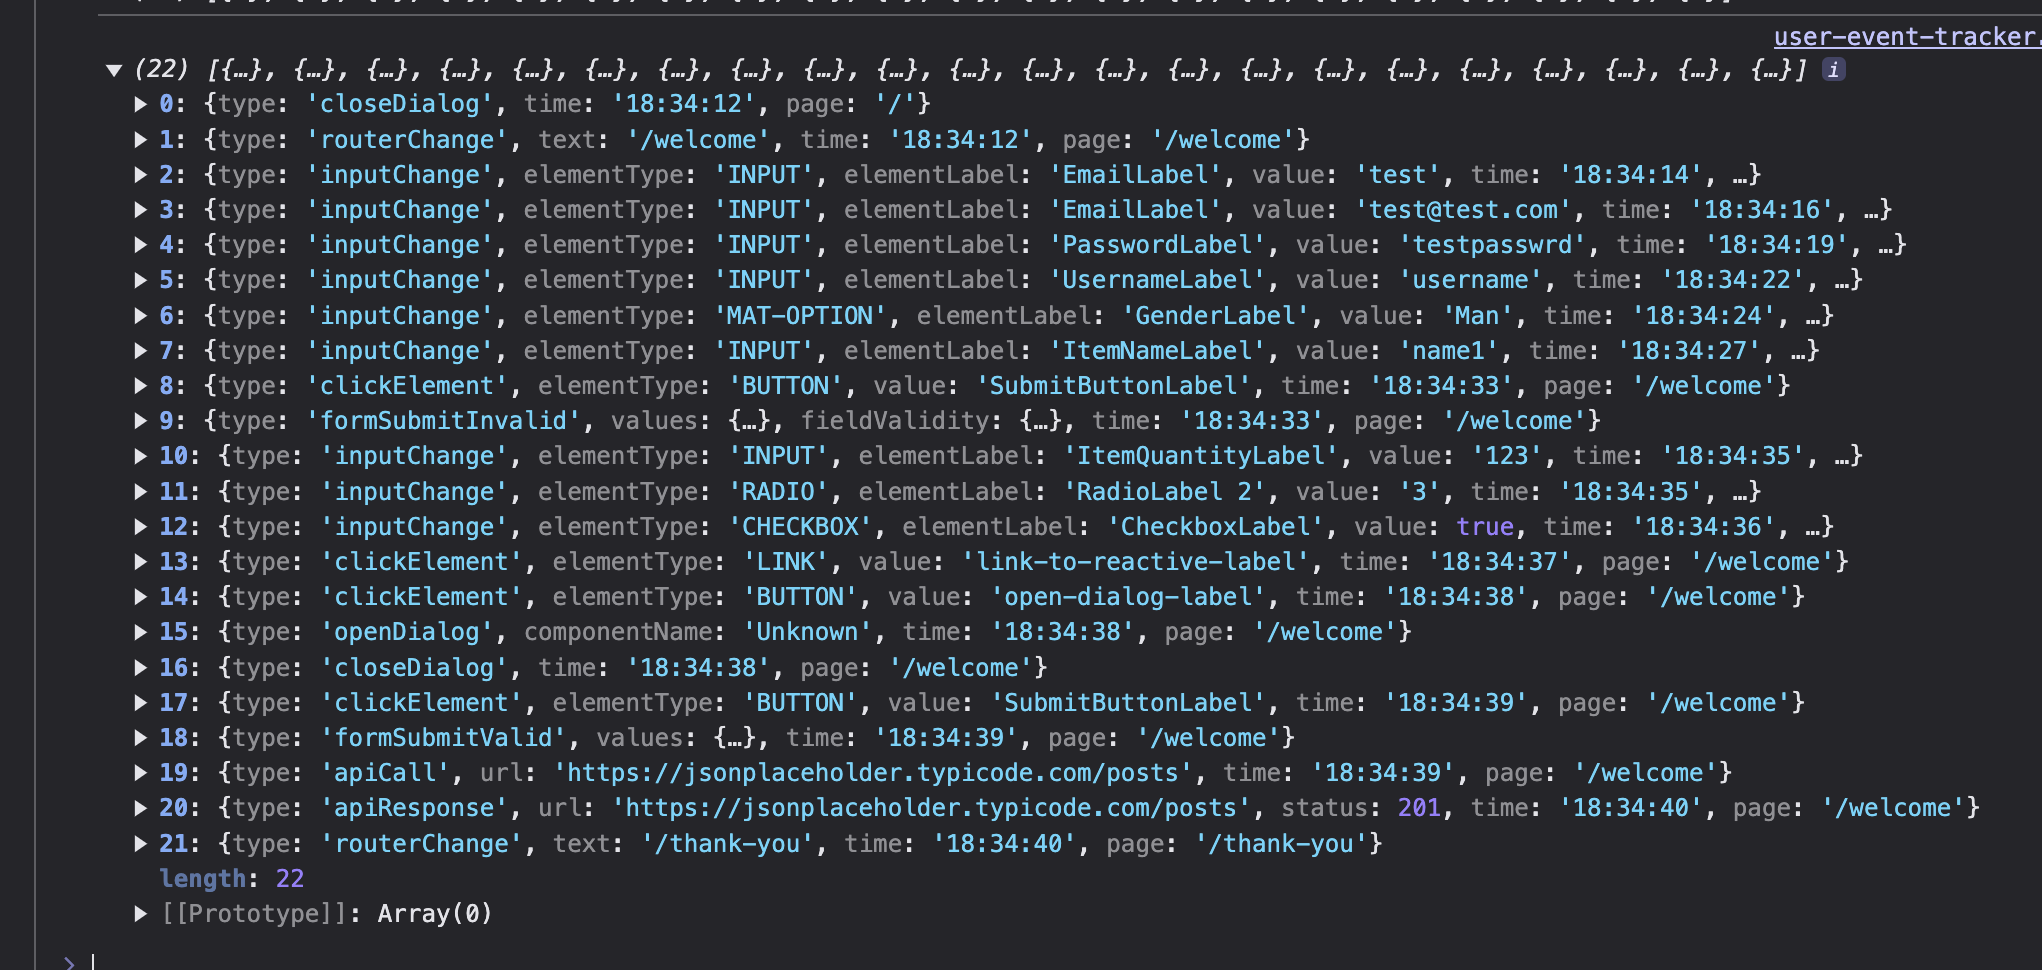 user-event-tracker.
▼ (22) [{…}, {…}, {…}, {…}, {…}, {…}, {…}, {…}, {…}, {…}, {…}, {…}, {…}, {…}, {…}, {…}, {…}, {…}, {…}, {…}, {…}, {…}] i
▶ 0: {type: 'closeDialog', time: '18:34:12', page: '/'}
▶ 1: {type: 'routerChange', text: '/welcome', time: '18:34:12', page: '/welcome'}
▶ 2: {type: 'inputChange', elementType: 'INPUT', elementLabel: 'EmailLabel', value: 'test', time: '18:34:14', …}
▶ 3: {type: 'inputChange', elementType: 'INPUT', elementLabel: 'EmailLabel', value: 'test@test.com', time: '18:34:16', …}
▶ 4: {type: 'inputChange', elementType: 'INPUT', elementLabel: 'PasswordLabel', value: 'testpasswrd', time: '18:34:19', …}
▶ 5: {type: 'inputChange', elementType: 'INPUT', elementLabel: 'UsernameLabel', value: 'username', time: '18:34:22', …}
▶ 6: {type: 'inputChange', elementType: 'MAT-OPTION', elementLabel: 'GenderLabel', value: 'Man', time: '18:34:24', …}
▶ 7: {type: 'inputChange', elementType: 'INPUT', elementLabel: 'ItemNameLabel', value: 'name1', time: '18:34:27', …}
▶ 8: {type: 'clickElement', elementType: 'BUTTON', value: 'SubmitButtonLabel', time: '18:34:33', page: '/welcome'}
▶ 9: {type: 'formSubmitInvalid', values: {…}, fieldValidity: {…}, time: '18:34:33', page: '/welcome'}
▶ 10: {type: 'inputChange', elementType: 'INPUT', elementLabel: 'ItemQuantityLabel', value: '123', time: '18:34:35', …}
▶ 11: {type: 'inputChange', elementType: 'RADIO', elementLabel: 'RadioLabel 2', value: '3', time: '18:34:35', …}
▶ 12: {type: 'inputChange', elementType: 'CHECKBOX', elementLabel: 'CheckboxLabel', value: true, time: '18:34:36', …}
▶ 13: {type: 'clickElement', elementType: 'LINK', value: 'link-to-reactive-label', time: '18:34:37', page: '/welcome'}
▶ 14: {type: 'clickElement', elementType: 'BUTTON', value: 'open-dialog-label', time: '18:34:38', page: '/welcome'}
▶ 15: {type: 'openDialog', componentName: 'Unknown', time: '18:34:38', page: '/welcome'}
▶ 16: {type: 'closeDialog', time: '18:34:38', page: '/welcome'}
▶ 17: {type: 'clickElement', elementType: 'BUTTON', value: 'SubmitButtonLabel', time: '18:34:39', page: '/welcome'}
▶ 18: {type: 'formSubmitValid', values: {…}, time: '18:34:39', page: '/welcome'}
▶ 19: {type: 'apiCall', url: 'https://jsonplaceholder.typicode.com/posts', time: '18:34:39', page: '/welcome'}
▶ 20: {type: 'apiResponse', url: 'https://jsonplaceholder.typicode.com/posts', status: 201, time: '18:34:40', page: '/welcome'}
▶ 21: {type: 'routerChange', text: '/thank-you', time: '18:34:40', page: '/thank-you'}
length: 22
▶ [[Prototype]]: Array(0)